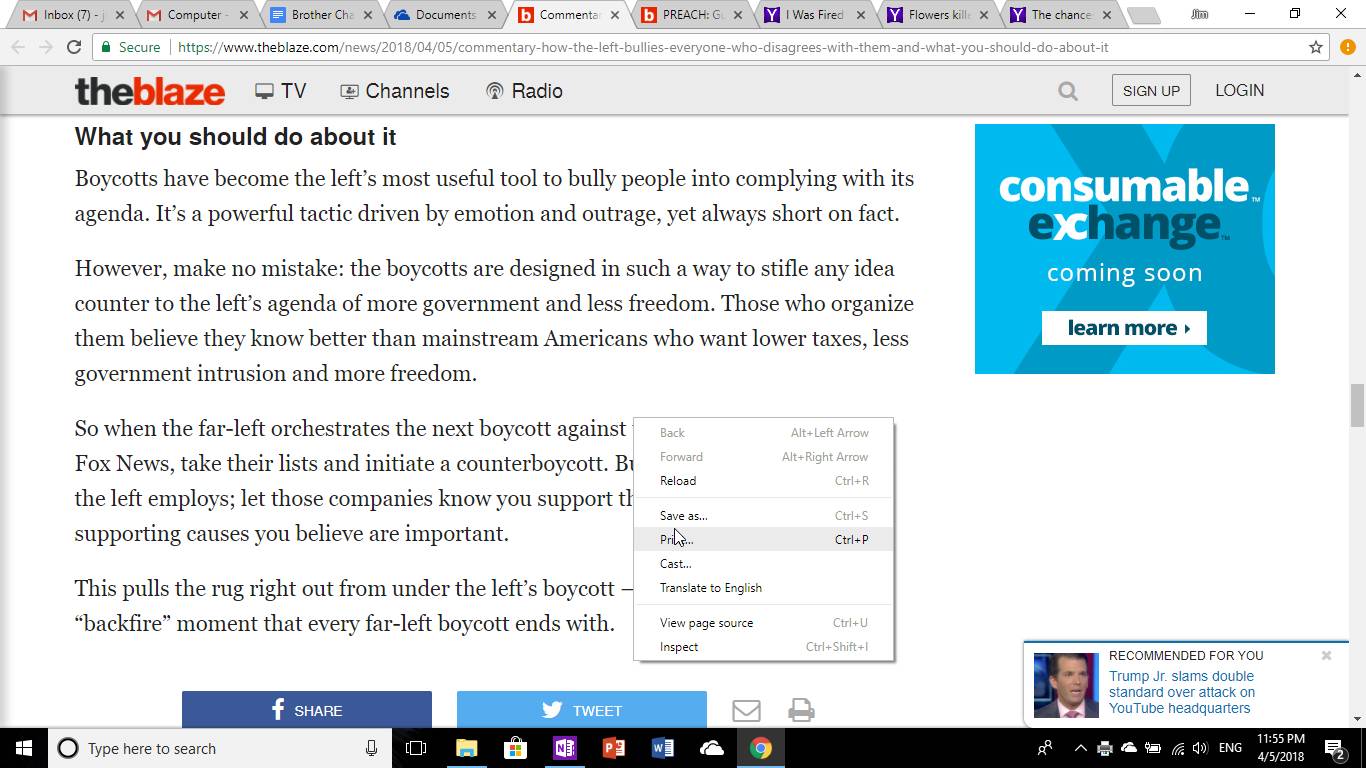 Inbox (7) - j
Computer -
Brother Cha
Documents
Commentar
PREACH: Gu
I Was Fired
Flowers kille
The chance
Jim
Secure
https://www.theblaze.com/news/2018/04/05/commentary-how-the-left-bullies-everyone-who-disagrees-with-them-and-what-you-should-do-about-it
theblaze TV Channels Radio SIGN UP LOGIN
What you should do about it
Boycotts have become the left’s most useful tool to bully people into complying with its
agenda. It’s a powerful tactic driven by emotion and outrage, yet always short on fact.
However, make no mistake: the boycotts are designed in such a way to stifle any idea
counter to the left’s agenda of more government and less freedom. Those who organize
them believe they know better than mainstream Americans who want lower taxes, less
government intrusion and more freedom.
So when the far-left orchestrates the next boycott against
Fox News, take their lists and initiate a counterboycott.
the left employs; let those companies know you support
supporting causes you believe are important.
This pulls the rug right out from under the left’s boycott —
“backfire” moment that every far-left boycott ends with.
Back Alt+Left Arrow
Forward Alt+Right Arrow
Reload Ctrl+R
Save as... Ctrl+S
Ctrl+P
Cast...
Translate to English
View page source Ctrl+U
Inspect Ctrl+Shift+I
consumable™
exchange™
coming soon
learn more
SHARE
TWEET
RECOMMENDED FOR YOU
Trump Jr. slams double
standard over attack on
YouTube headquarters
Type here to search
ENG
11:55 PM
4/5/2018
2